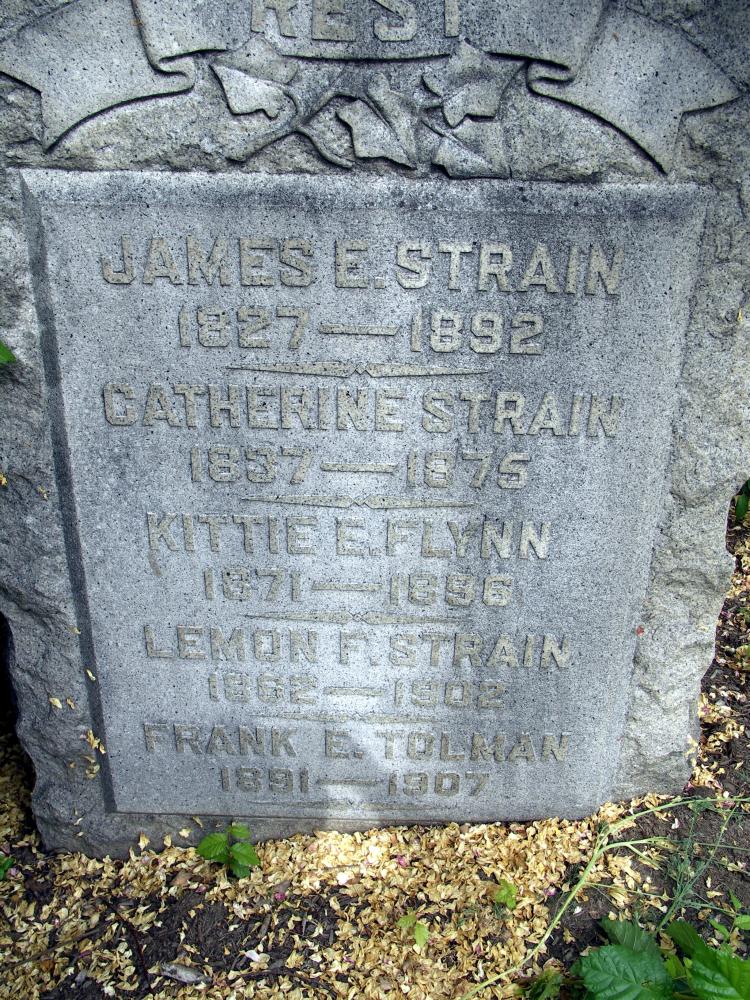 REST
JAMES E. STRAIN
1827—1892
CATHERINE STRAIN
1837—1875
KITTIE E. FLYNN
1871—1896
LEMON F. STRAIN
1862—1902
FRANK E. TOLMAN
1891—1907